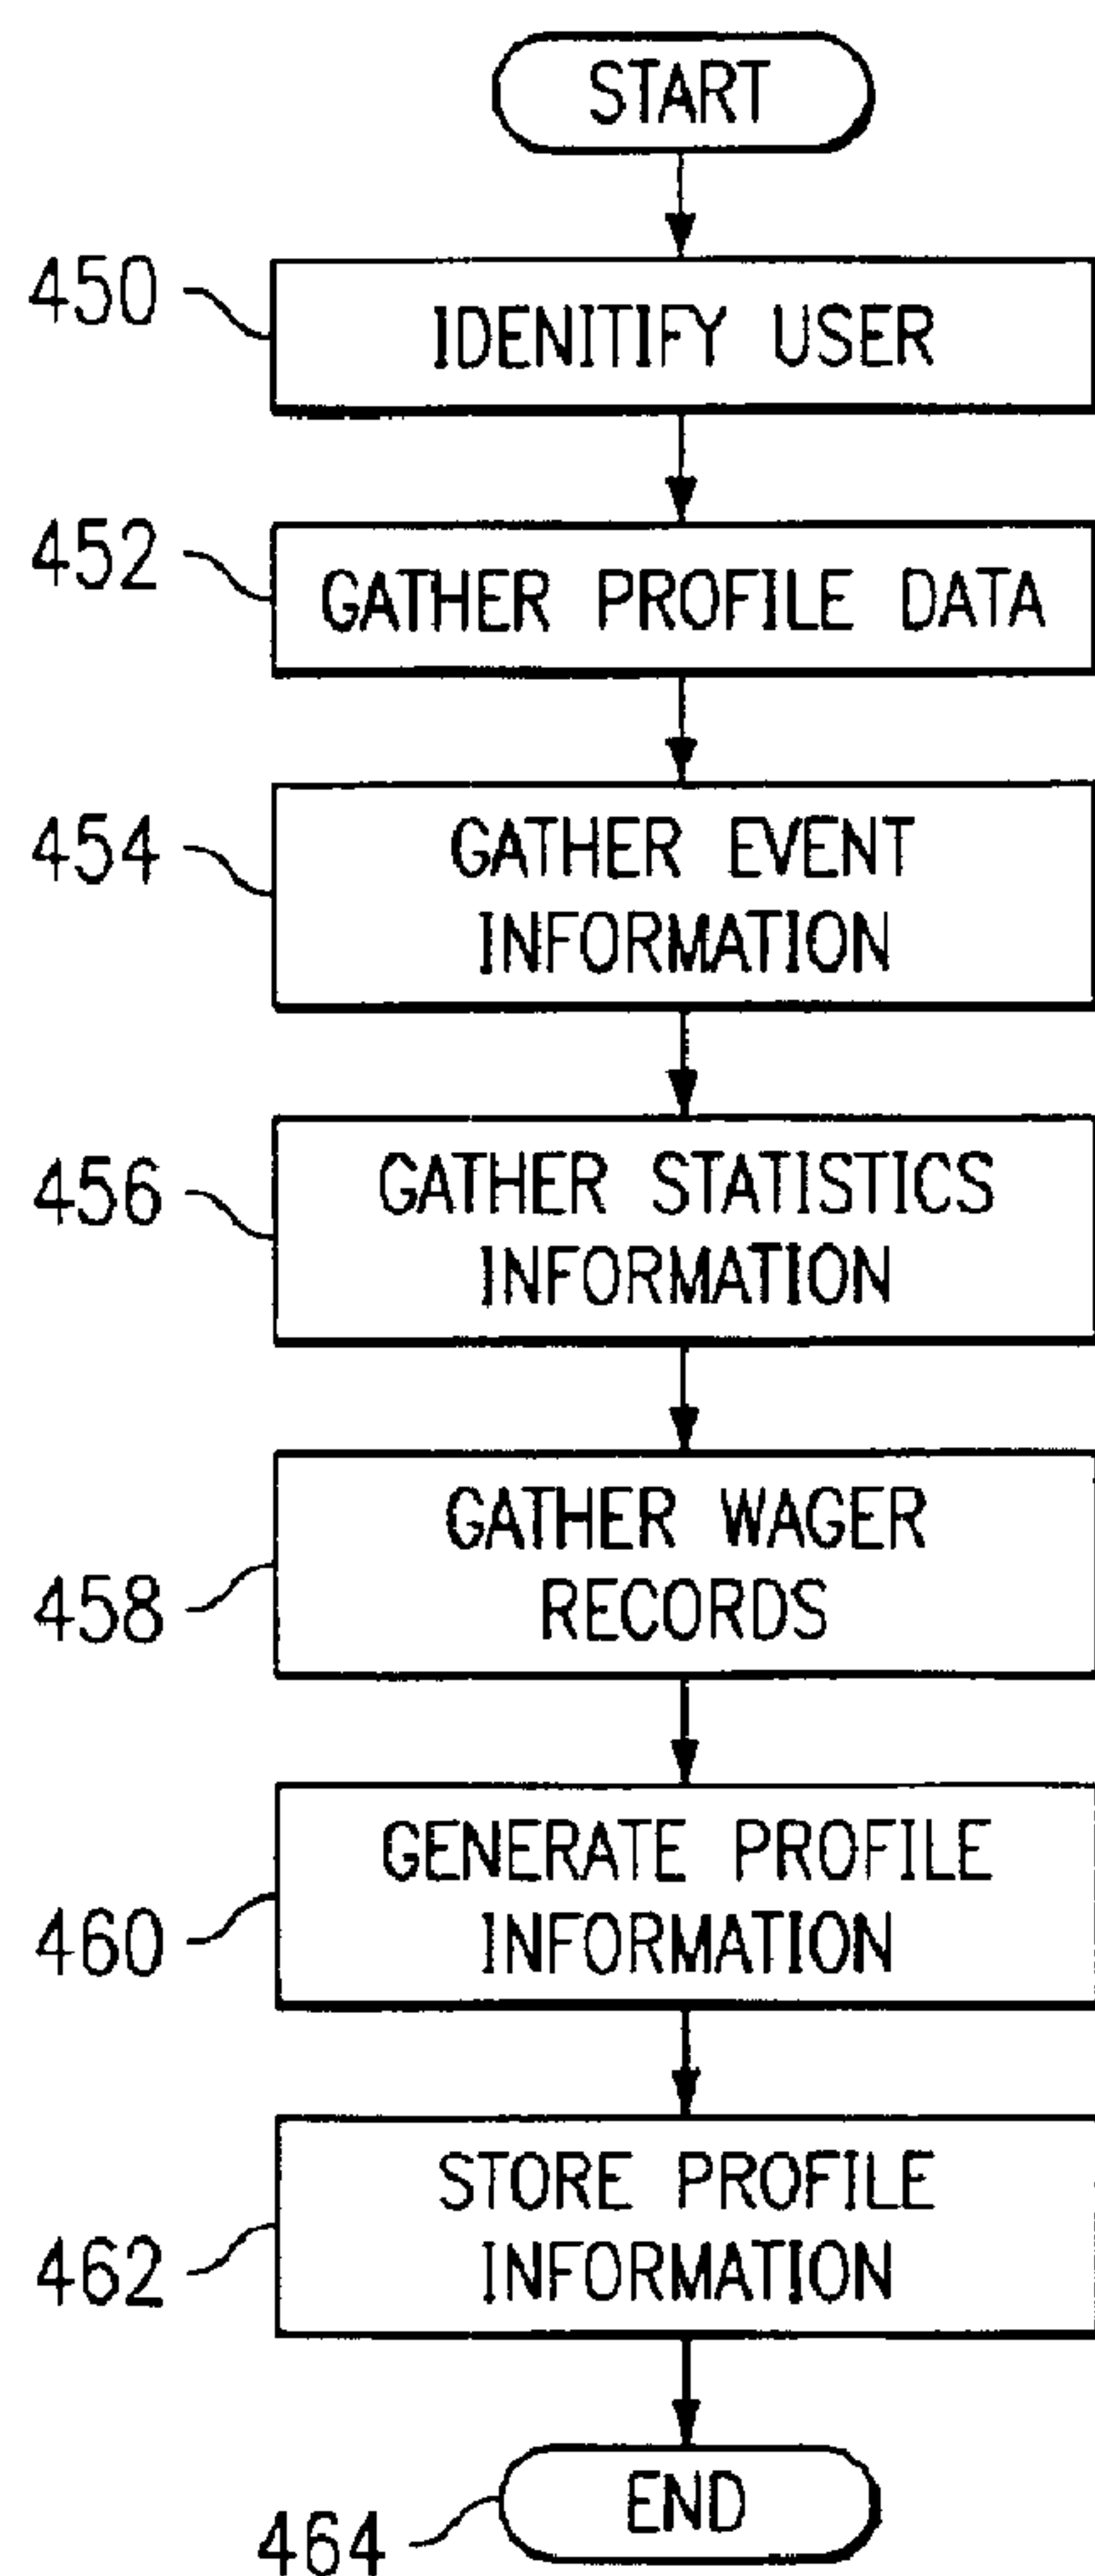 START
450
IDENITIFY USER
452
GATHER PROFILE DATA
454
GATHER EVENT
INFORMATION
456
GATHER STATISTICS
INFORMATION
458
GATHER WAGER
RECORDS
460
GENERATE PROFILE
INFORMATION
462
STORE PROFILE
INFORMATION
464
END